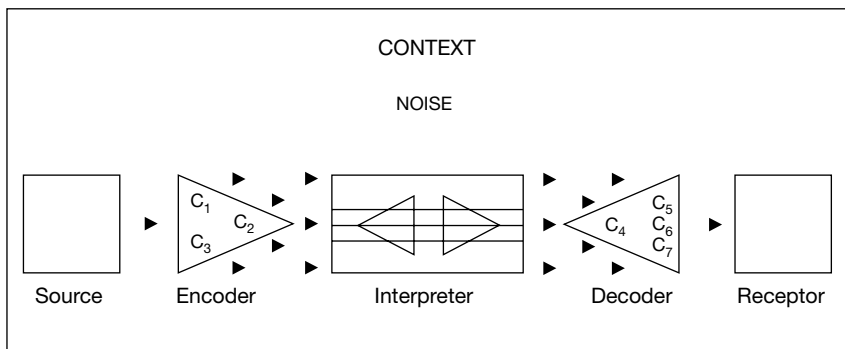 CONTEXT
NOISE
C1
C2
C3
C4
C5
C6
C7
Source
Encoder
Interpreter
Decoder
Receptor